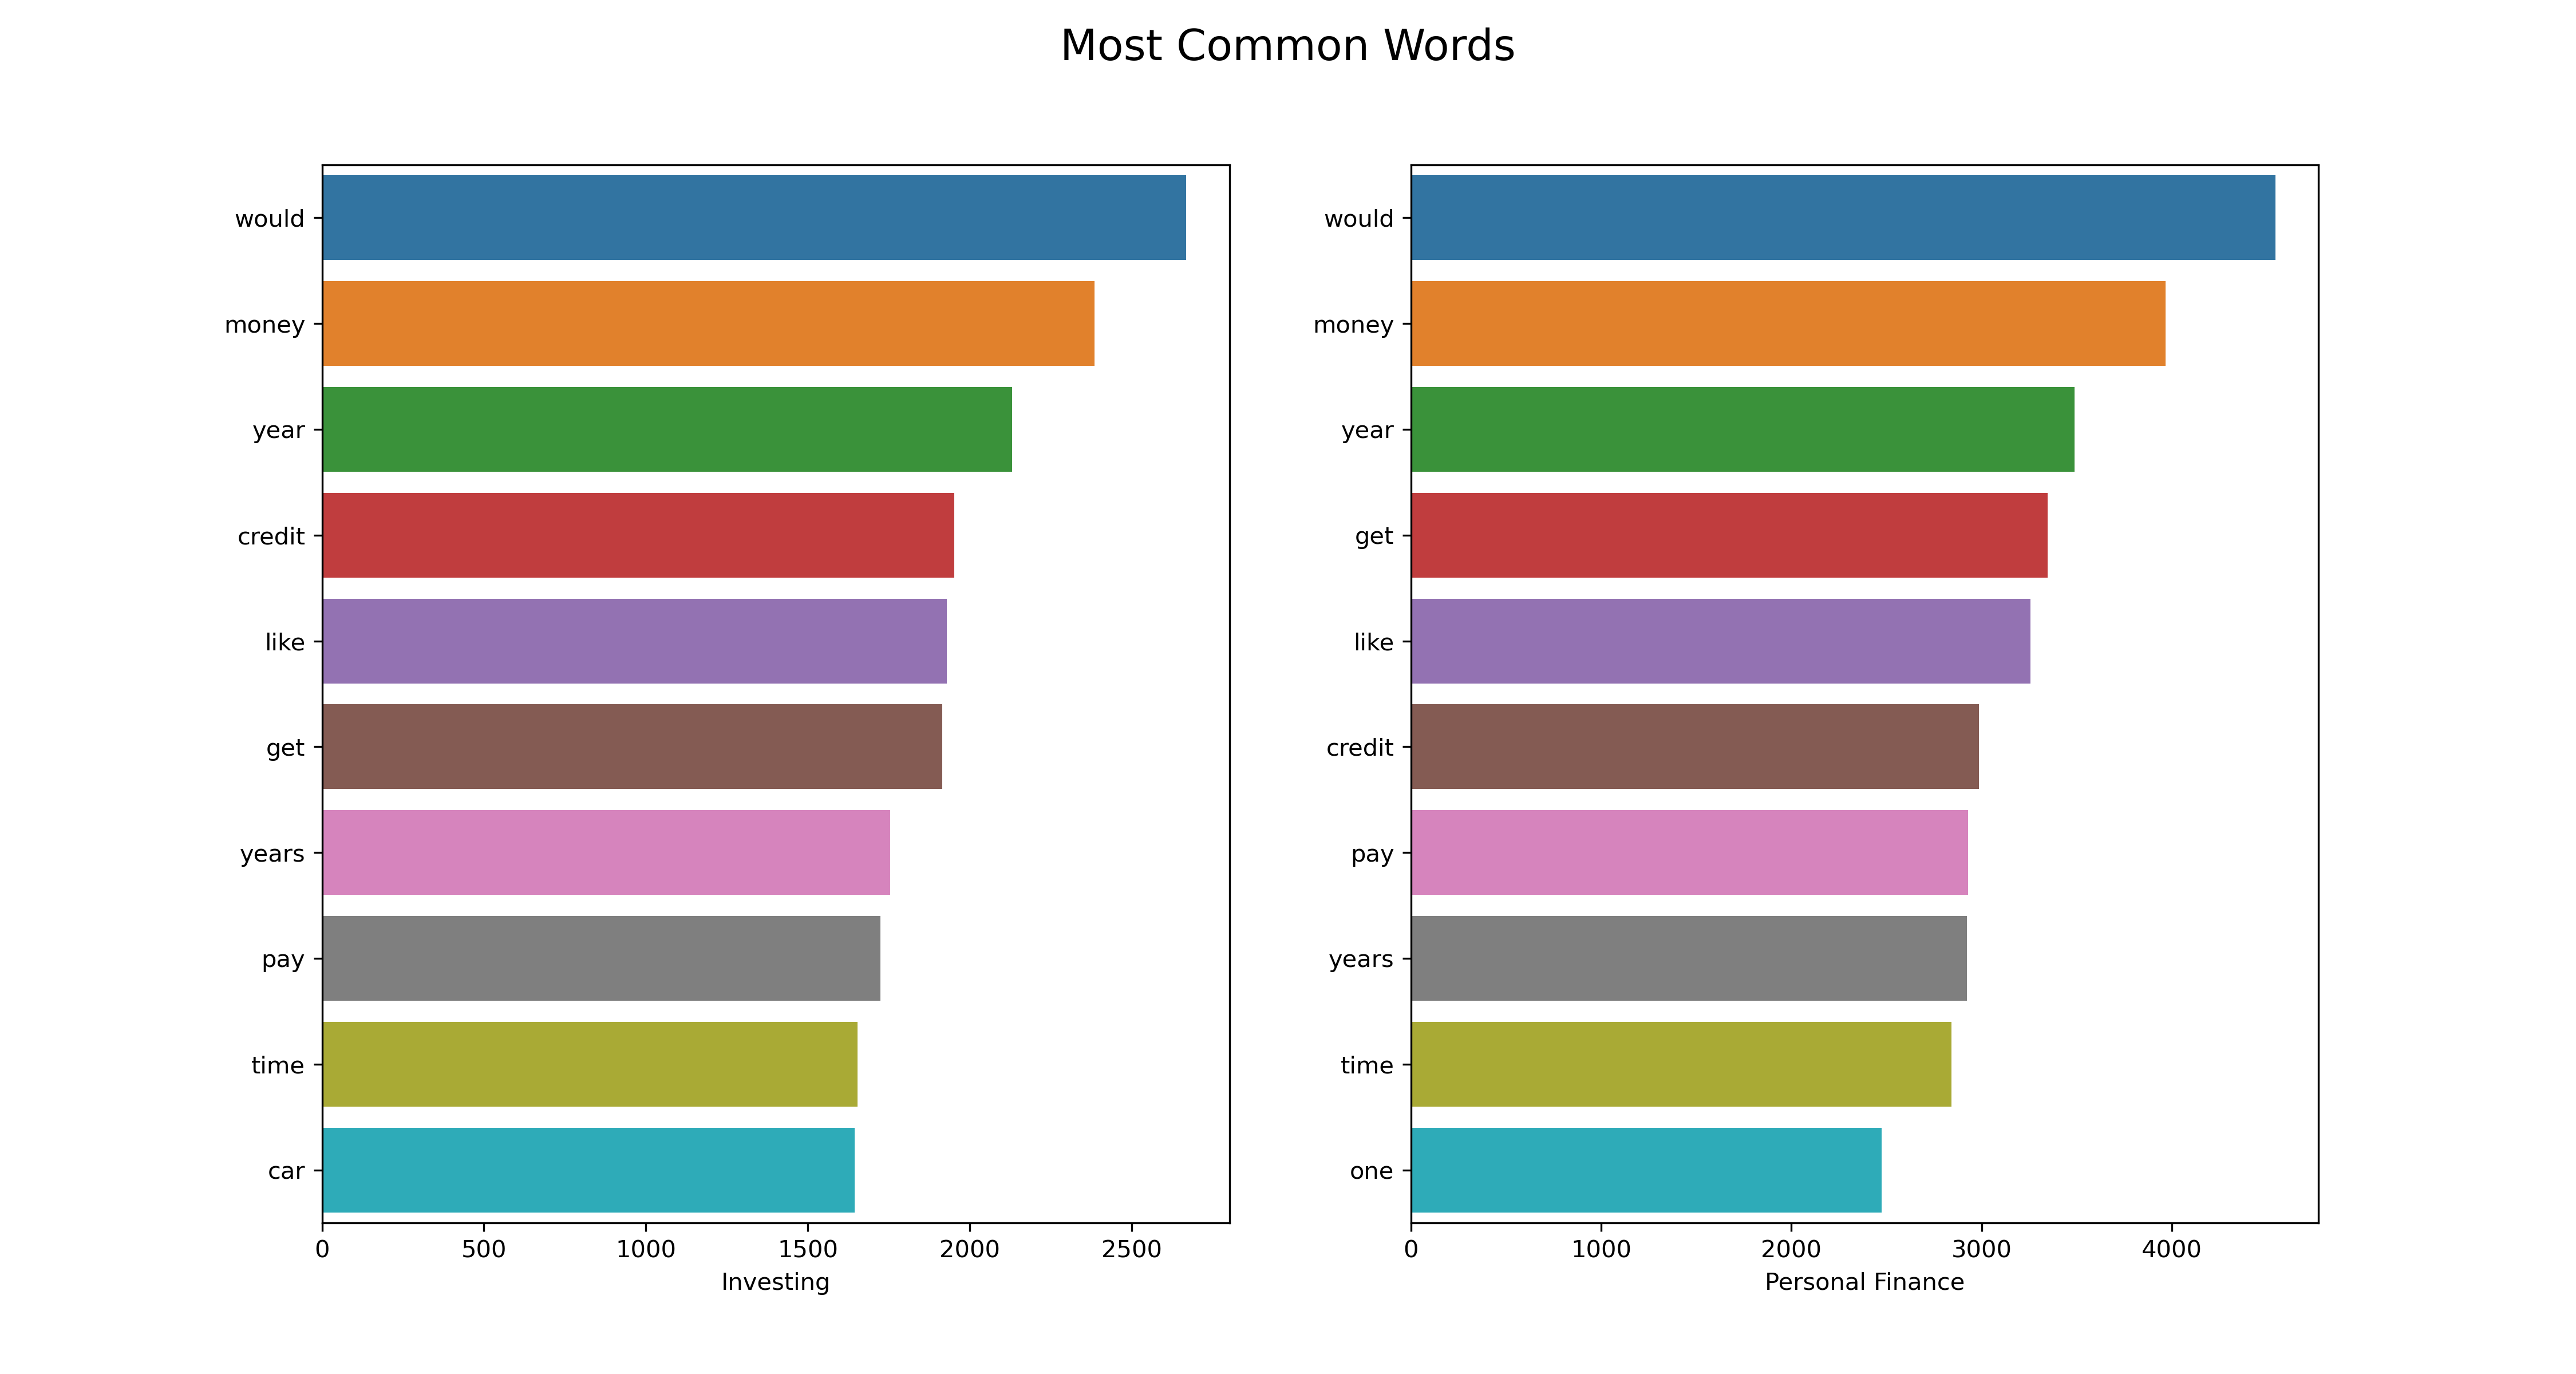 Most Common Words
would
money
year
credit
like
get
years
pay
time
car
0 500 1000 1500 2000 2500
Investing
would
money
year
get
like
credit
pay
years
time
one
0 1000 2000 3000 4000
Personal Finance